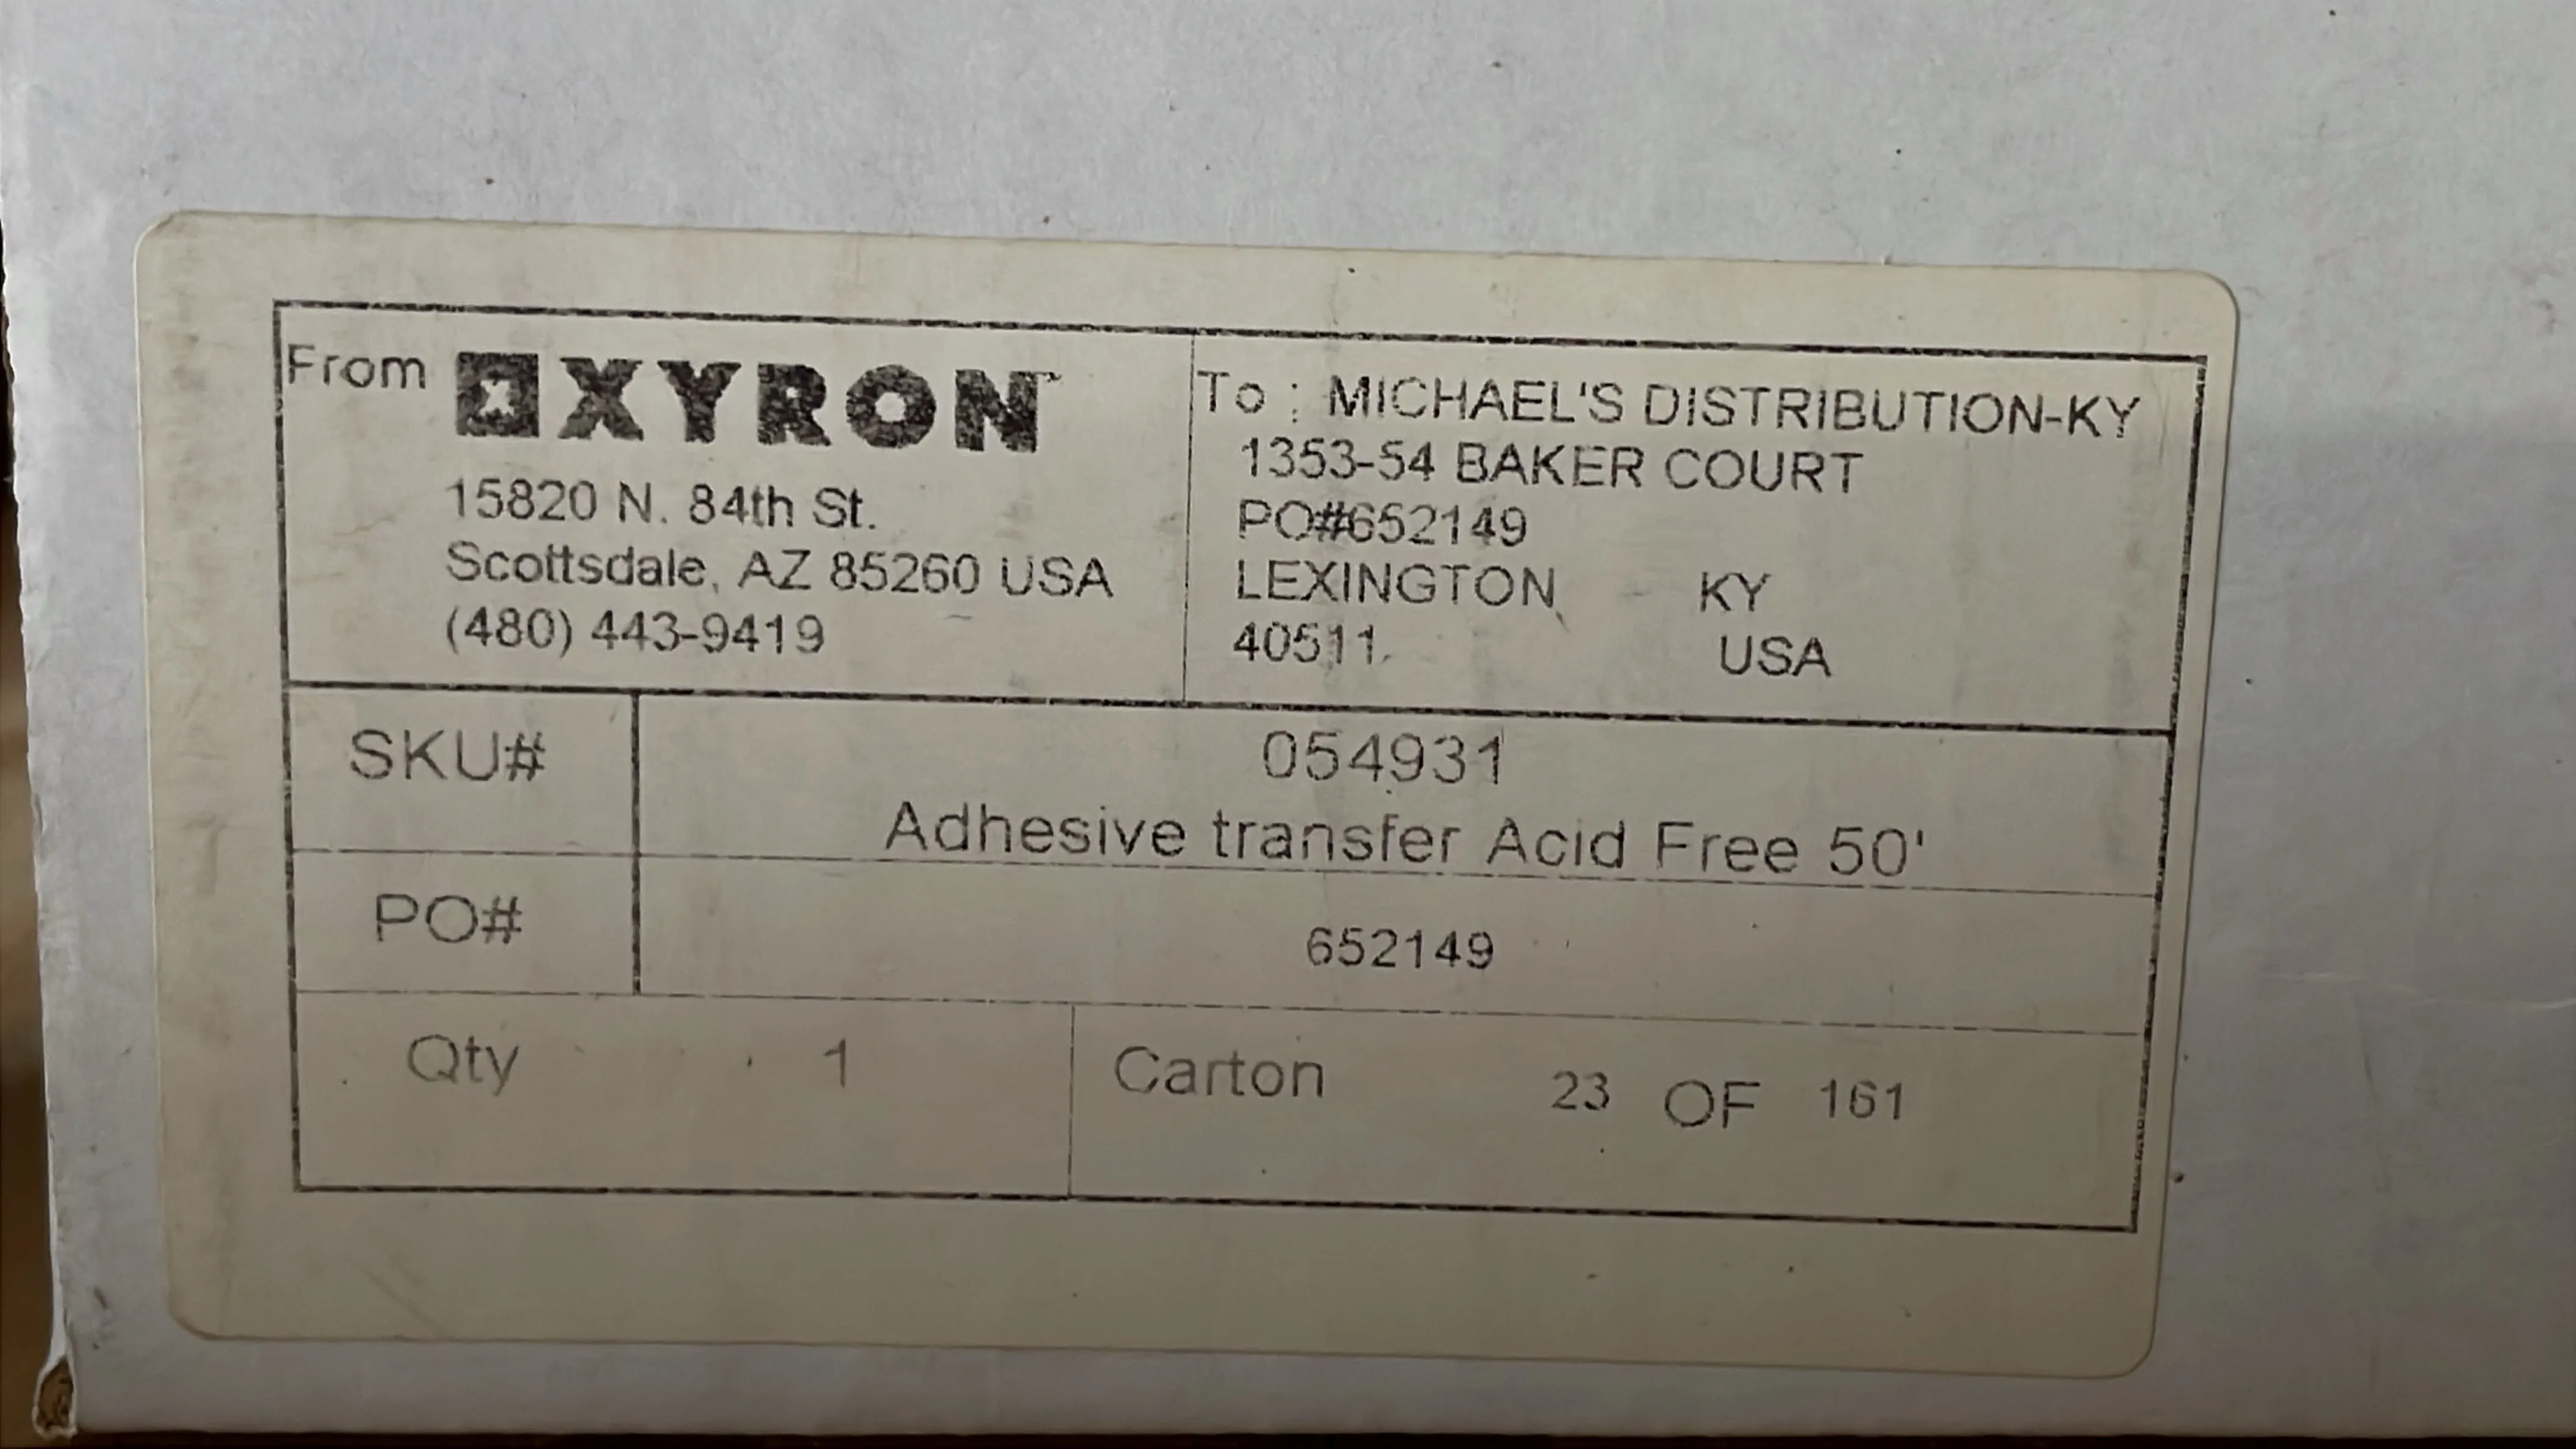 From XYRON™
15820 N. 84th St.
Scottsdale, AZ 85260 USA
(480) 443-9419
To : MICHAEL'S DISTRIBUTION-KY
1353-54 BAKER COURT
PO#652149
LEXINGTON KY
40511 USA
SKU# 054931
Adhesive transfer Acid Free 50'
PO# 652149
Qty 1
Carton 23 OF 161